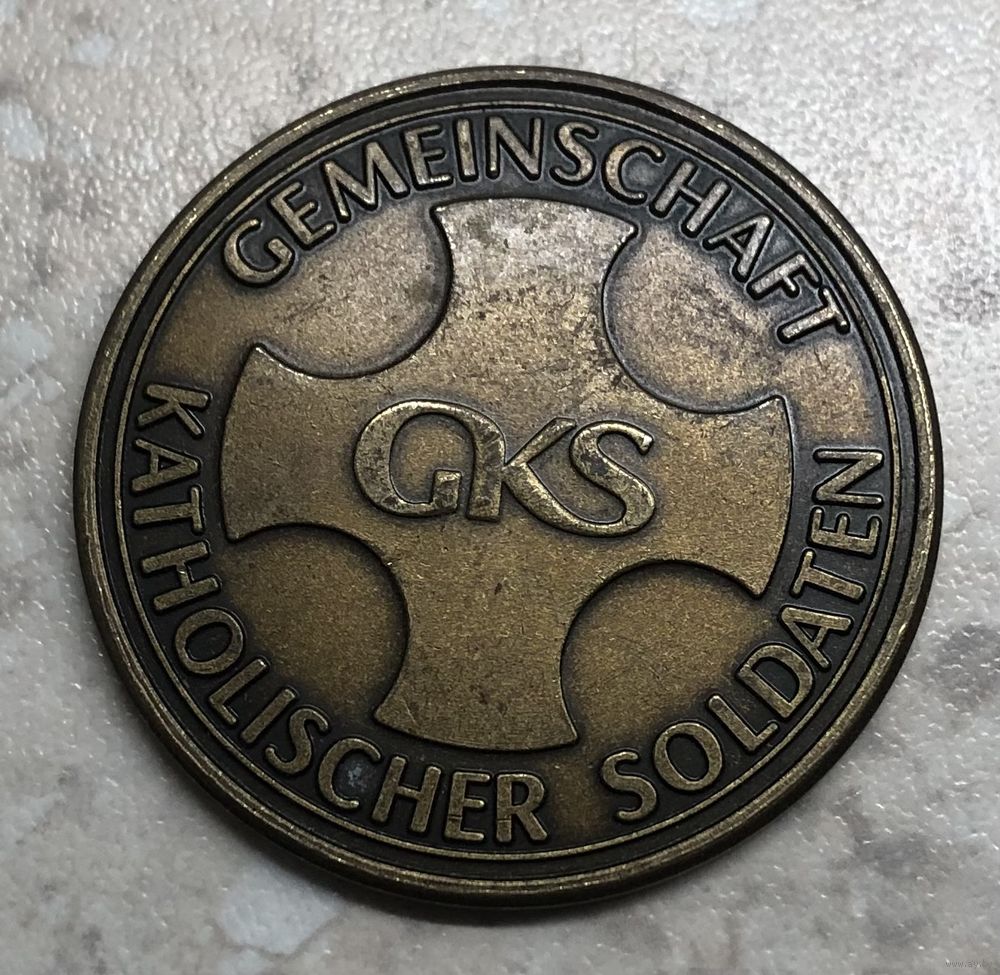 GEMEINSCHAFT
GKS
KATHOLISCHER SOLDATEN